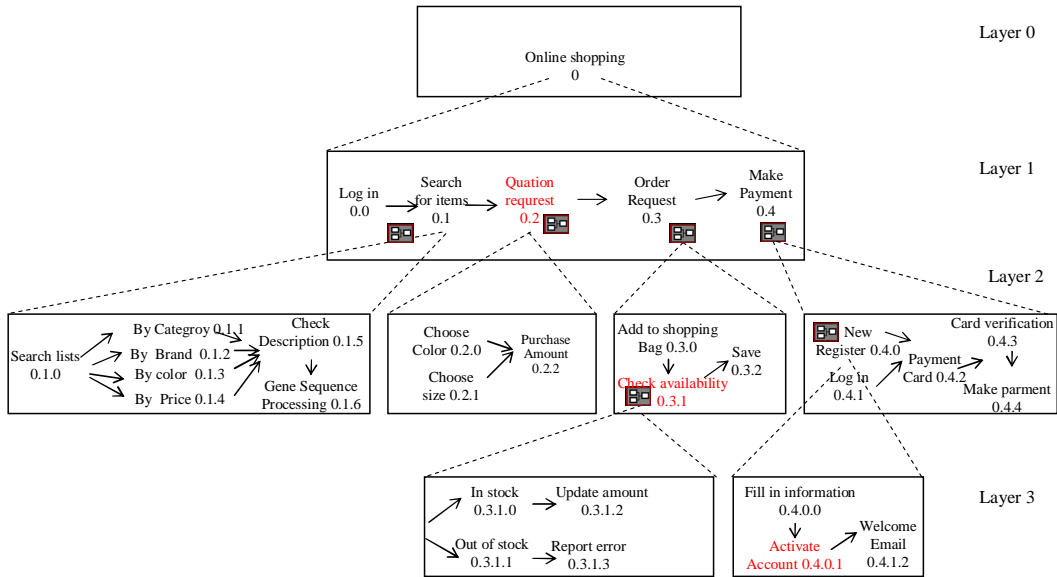 Layer 0
Online shopping
0
Layer 1
Log in
0.0
Search
for items
0.1
Quation
requrest
0.2
Order
Request
0.3
Make
Payment
0.4
Layer 2
Search lists
0.1.0
By Categroy 0.1.1
By Brand 0.1.2
By color 0.1.3
By Price 0.1.4
Check
Description 0.1.5
Gene Sequence
Processing 0.1.6
Choose
Color 0.2.0
Choose
size 0.2.1
Purchase
Amount
0.2.2
Add to shopping
Bag 0.3.0
Check availability
0.3.1
Save
0.3.2
New
Register 0.4.0
Log in
0.4.1
Payment
Card 0.4.2
Card verification
0.4.3
Make parment
0.4.4
Layer 3
In stock
0.3.1.0
Update amount
0.3.1.2
Out of stock
0.3.1.1
Report error
0.3.1.3
Fill in information
0.4.0.0
Activate
Account 0.4.0.1
Welcome
Email
0.4.1.2